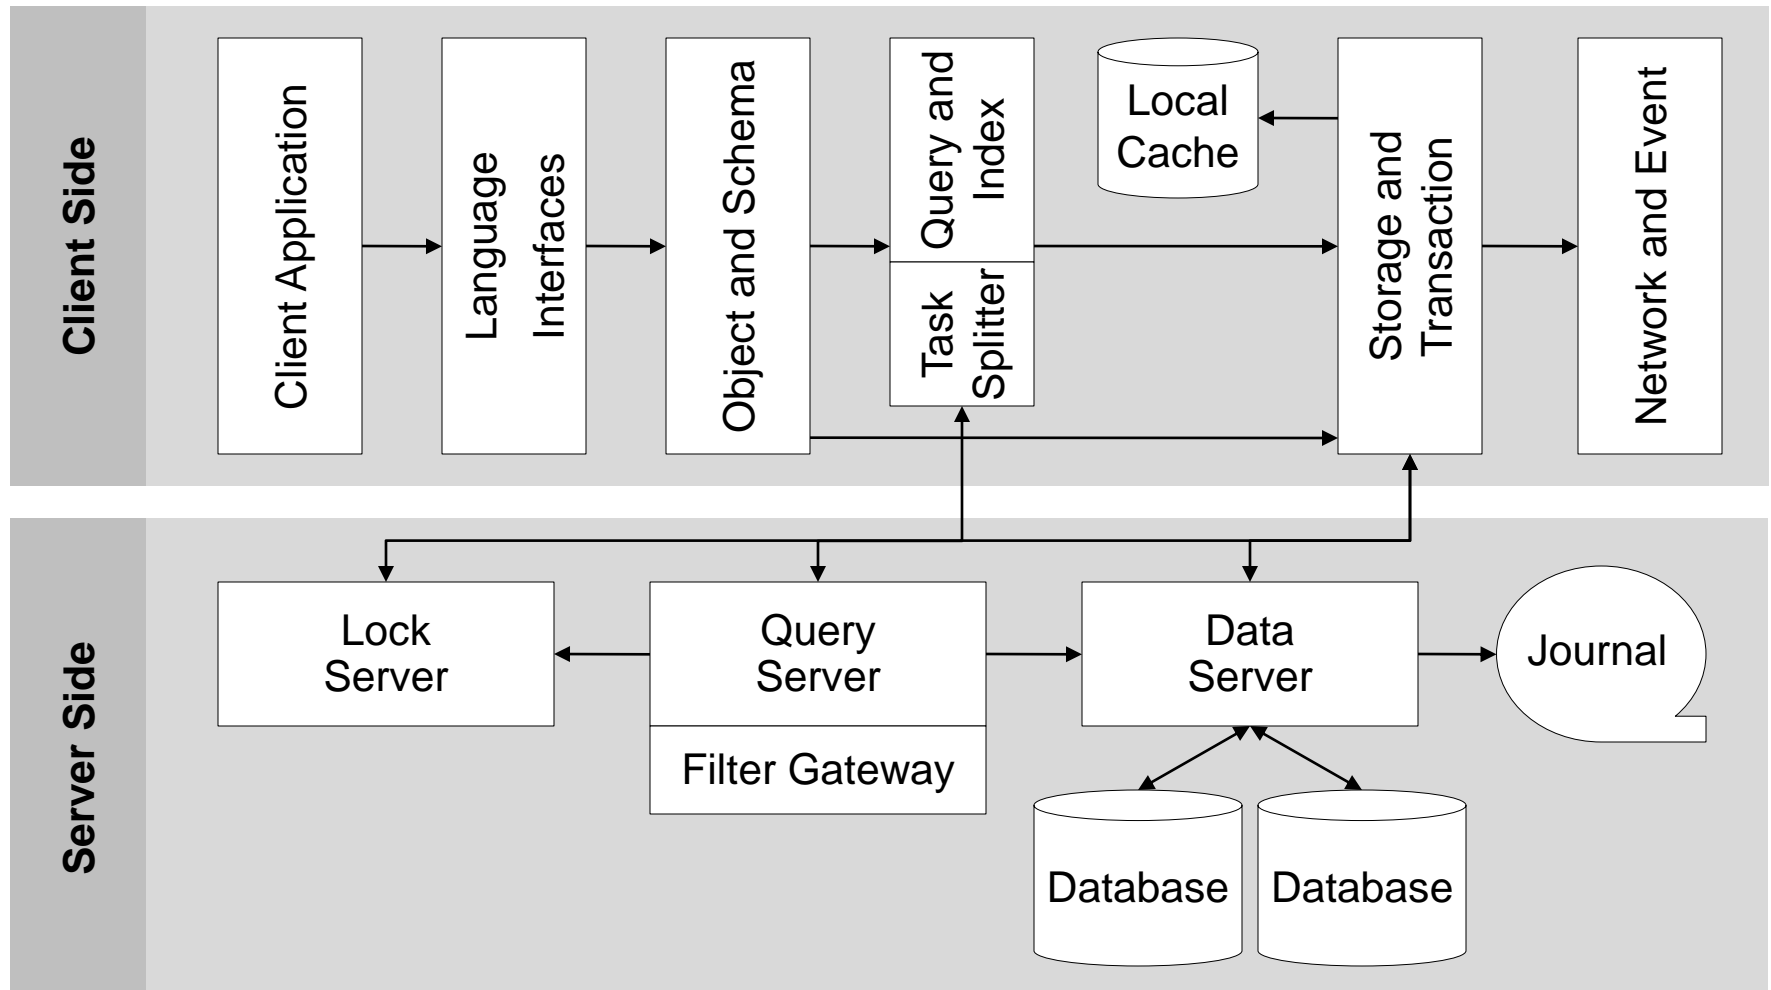 Client Side
Client Application
Language
Interfaces
Object and Schema
Query and
Index
Task
Splitter
Local
Cache
Storage and
Transaction
Network and Event
Server Side
Lock
Server
Query
Server
Filter Gateway
Data
Server
Journal
Database
Database